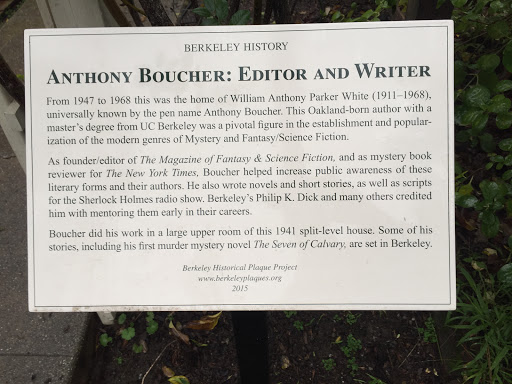 BERKELEY HISTORY
ANTHONY BOUCHER: EDITOR AND WRITER
From 1947 to 1968 this was the home of William Anthony Parker White (1911–1968),
universally known by the pen name Anthony Boucher. This Oakland-born author with a
master's degree from UC Berkeley was a pivotal figure in the establishment and popular-
ization of the modern genres of Mystery and Fantasy/Science Fiction.
As founder/editor of The Magazine of Fantasy & Science Fiction, and as mystery book
reviewer for The New York Times, Boucher helped increase public awareness of these
literary forms and their authors. He also wrote novels and short stories, as well as scripts
for the Sherlock Holmes radio show. Berkeley's Philip K. Dick and many others credited
him with mentoring them early in their careers.
Boucher did his work in a large upper room of this 1941 split-level house. Some of his
stories, including his first murder mystery novel The Seven of Calvary, are set in Berkeley.
Berkeley Historical Plaque Project
www.berkeleyplaques.org
2015